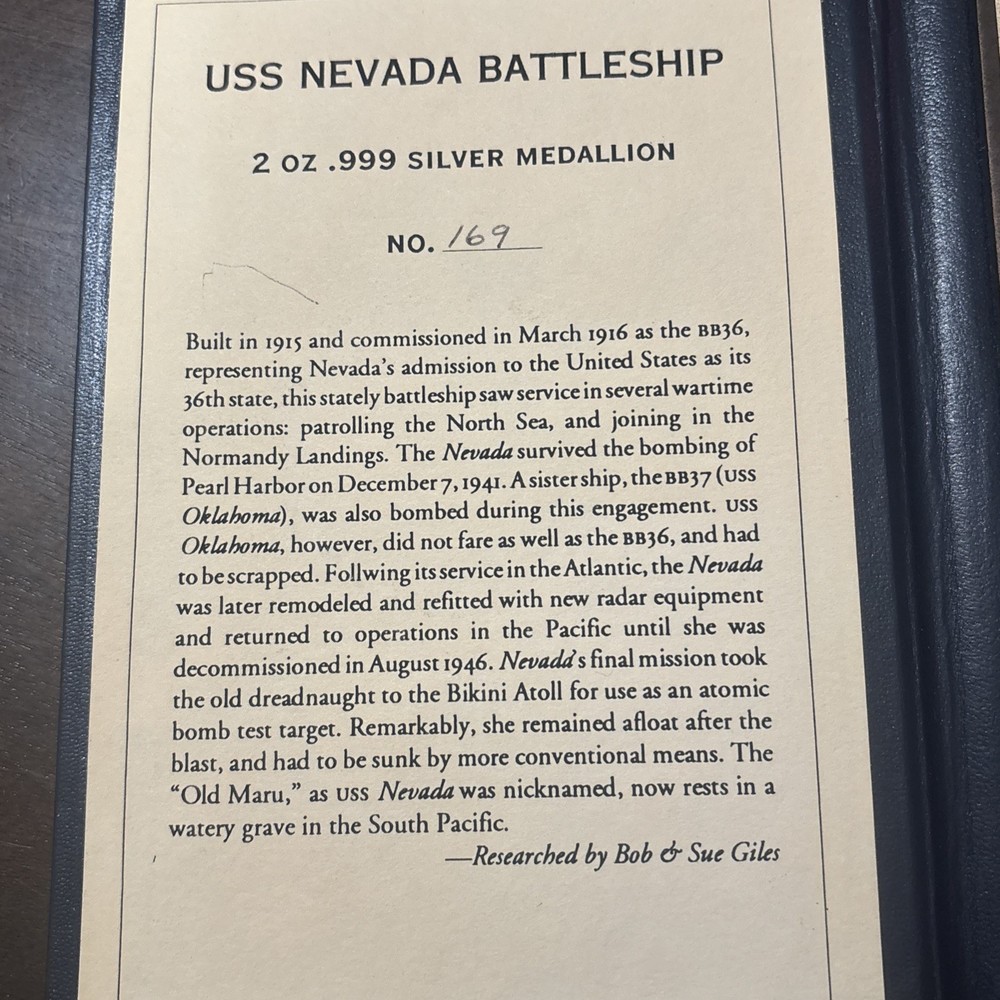 USS NEVADA BATTLESHIP
2 OZ .999 SILVER MEDALLION
NO. 169
Built in 1915 and commissioned in March 1916 as the BB36,
representing Nevada's admission to the United States as its
36th state, this stately battleship saw service in several wartime
operations: patrolling the North Sea, and joining in the
Normandy Landings. The Nevada survived the bombing of
Pearl Harbor on December 7, 1941. A sister ship, the BB37 (USS
Oklahoma), was also bombed during this engagement. USS
Oklahoma, however, did not fare as well as the BB36, and had
to be scrapped. Follwing its service in the Atlantic, the Nevada
was later remodeled and refitted with new radar equipment
and returned to operations in the Pacific until she was
decommissioned in August 1946. Nevada's final mission took
the old dreadnaught to the Bikini Atoll for use as an atomic
bomb test target. Remarkably, she remained afloat after the
blast, and had to be sunk by more conventional means. The
“Old Maru,” as USS Nevada was nicknamed, now rests in a
watery grave in the South Pacific.
—Researched by Bob & Sue Giles